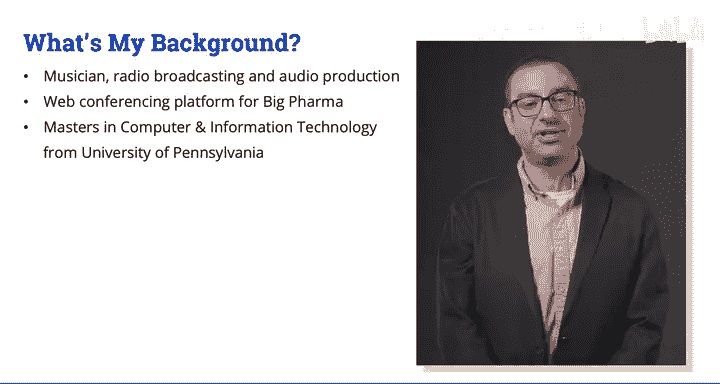 What's My Background?
• Musician, radio broadcasting and audio production
• Web conferencing platform for Big Pharma
• Masters in Computer & Information Technology
from University of Pennsylvania